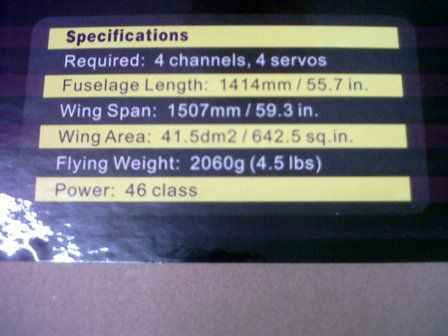 Specifications
Required: 4 channels, 4 servos
Fuselage Length: 1414mm / 55.7 in.
Wing Span: 1507mm / 59.3 in.
Wing Area: 41.5dm2 / 642.5 sq.in.
Flying Weight: 2060g (4.5 lbs)
Power: 46 class